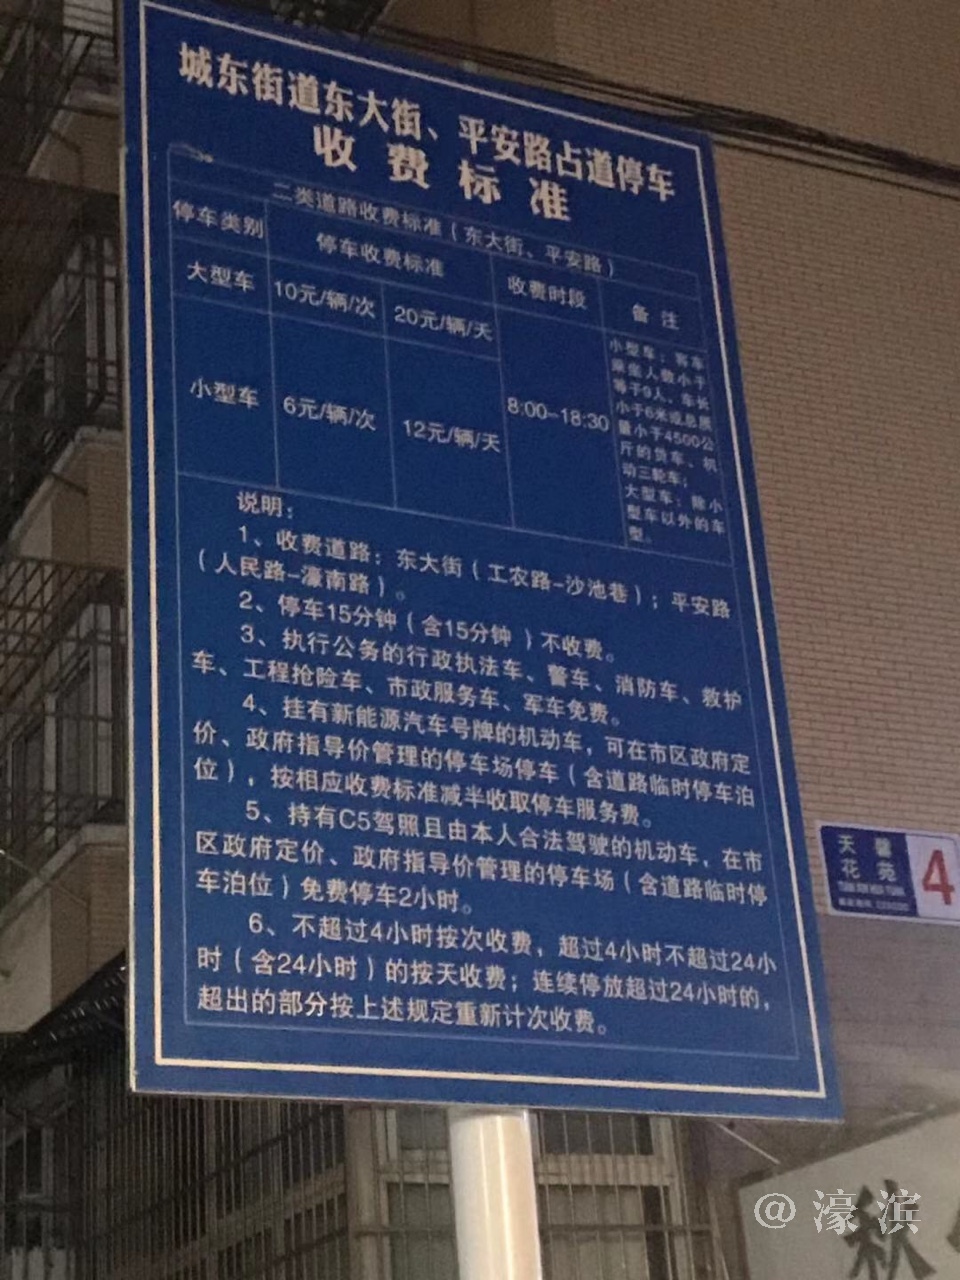 城东街道东大街、平安路占道停车
收费标准
二类道路收费标准（东大街、平安路）
停车类别
停车收费标准
收费时段
备注
大型车
10元/辆/次
20元/辆/天
小型车
6元/辆/次
12元/辆/天
8:00-18:30
小型车：客车
乘坐人数小于
等于9人、车长
小于6米或总质
量小于4500公
斤的货车、机
动三轮车；
大型车：除小
型车以外的车
型。
说明：
1、收费道路：东大街（工农路-沙池巷）；平安路
（人民路-濠南路）。
2、停车15分钟（含15分钟 ）不收费。
3、执行公务的行政执法车、警车、消防车、救护
车、工程抢险车、市政服务车、军车免费。
4、挂有新能源汽车号牌的机动车，可在市区政府定
价、政府指导价管理的停车场停车（含道路临时停车泊
位），按相应收费标准减半收取停车服务费。
5、持有C5驾照且由本人合法驾驶的机动车，在市
区政府定价、政府指导价管理的停车场（含道路临时停
车泊位）免费停车2小时。
6、不超过4小时按次收费，超过4小时不超过24小
时（含24小时）的按天收费；连续停放超过24小时的，
超出的部分按上述规定重新计次收费。
天馨
花苑
4
秋
@濠滨